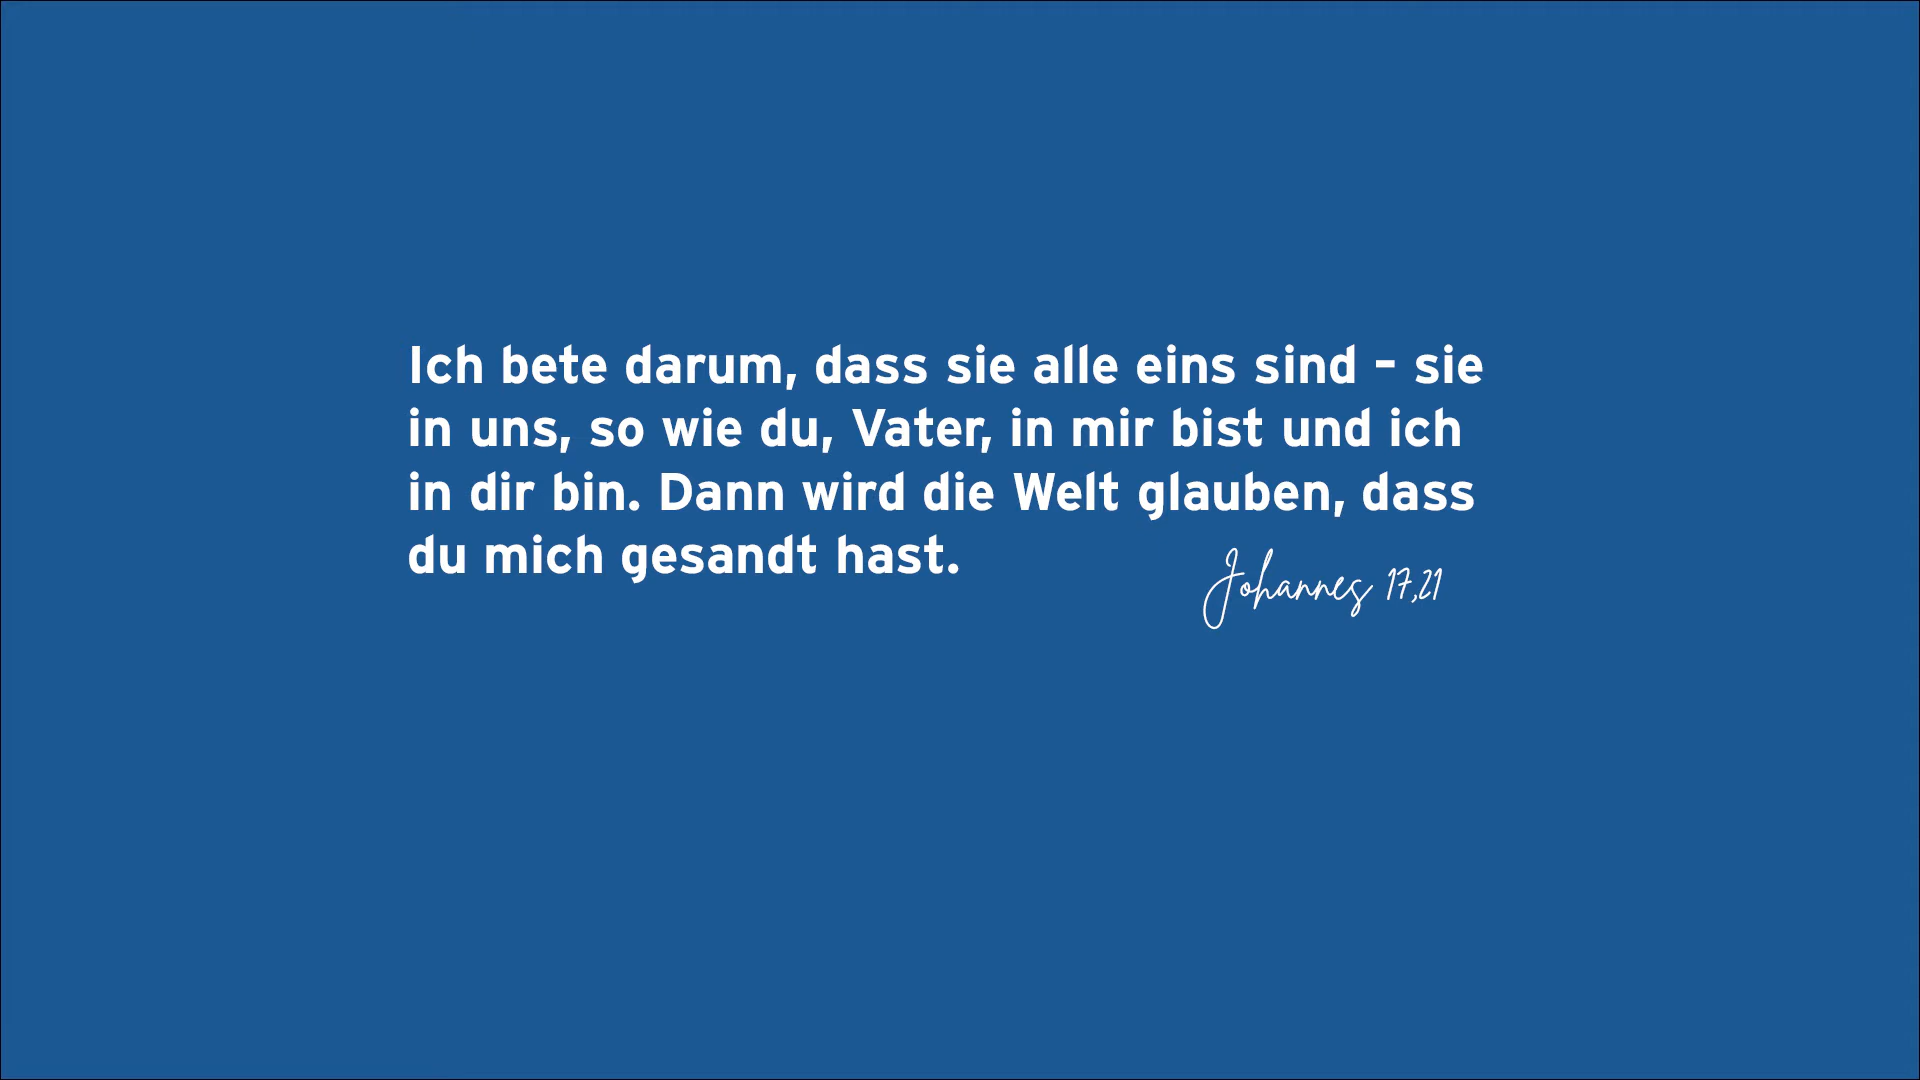 Ich bete darum, dass sie alle eins sind – sie
in uns, so wie du, Vater, in mir bist und ich
in dir bin. Dann wird die Welt glauben, dass
du mich gesandt hast.
Johannes 17,21